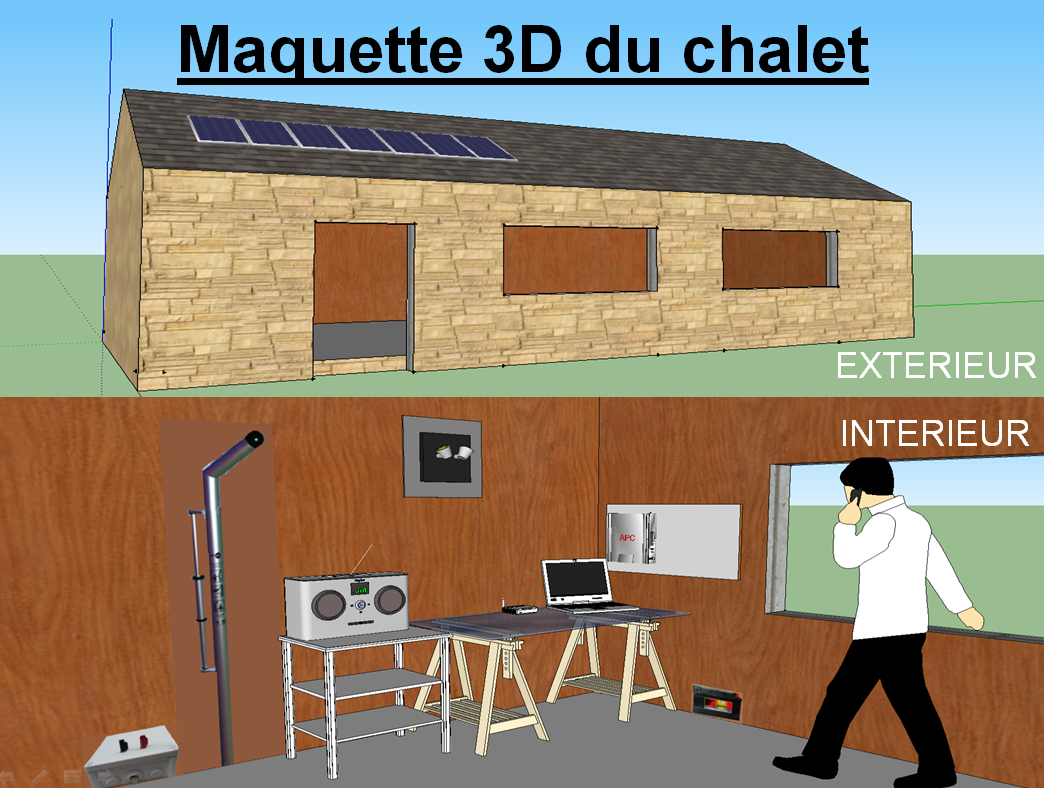 Maquette 3D du chalet
EXTERIEUR
INTERIEUR
APC